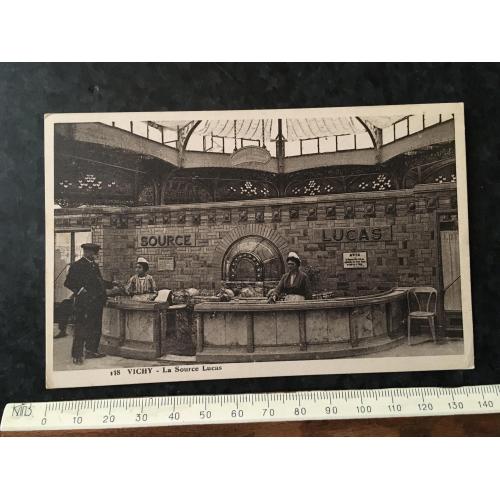 SOURCE LUCAS
AVIS
118 VICHY - La Source Lucas
0 10 20 30 40 50 60 70 80 90 100 110 120 130 140